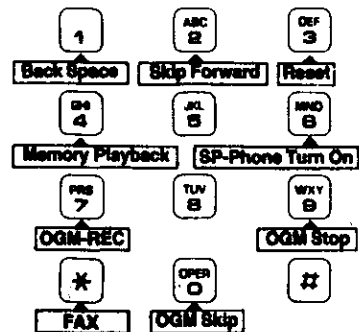 ABC DEF
1 2 3
Back Space Skip Forward Reset
GHI JKL MNO
4 5 6
Memory Playback SP-Phone Turn On
PRS TUV WXY
7 8 9
OGM-REC OGM Stop
OPER
* 0 #
FAX OGM Skip